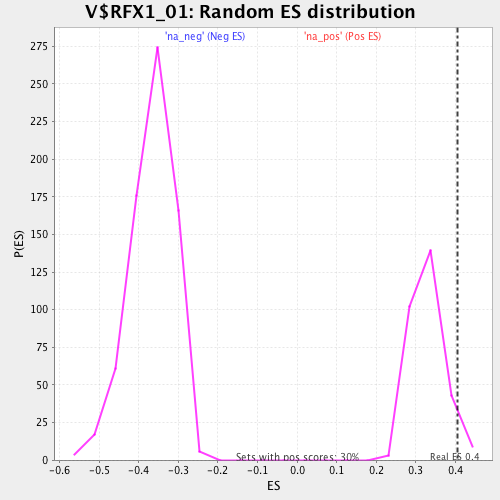 V$RFX1_01: Random ES distribution
'na_neg' (Neg ES) 'na_pos' (Pos ES)
P(ES)
275
250
225
200
175
150
125
100
75
50
25
0
Sets with pos scores: 30%
Real ES 0.4
-0.6 -0.5 -0.4 -0.3 -0.2 -0.1 0.0 0.1 0.2 0.3 0.4
ES